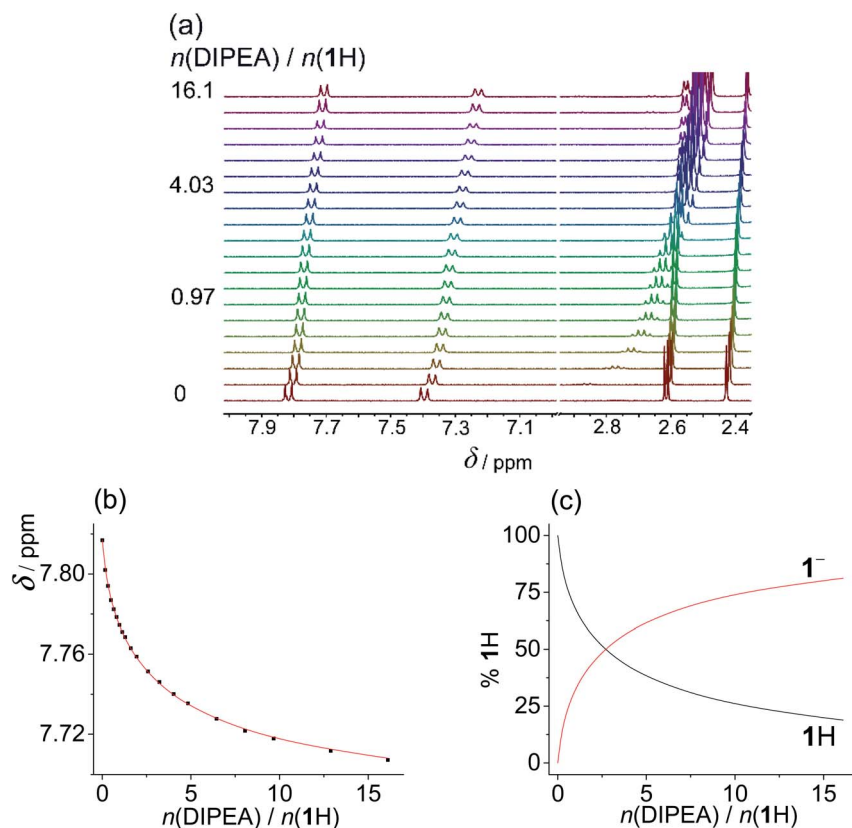 (a)
n(DIPEA) / n(1H)
16.1
4.03
0.97
0
7.9 7.7 7.3 7.1 2.8 2.6 2.4
δ / ppm
(b)
δ / ppm
7.80
7.76
7.72
0 5 10 15
n(DIPEA) / n(1H)
(c)
% 1H
100
75
50
25
0
1⁻
1H
0 5 10 15
n(DIPEA) / n(1H)